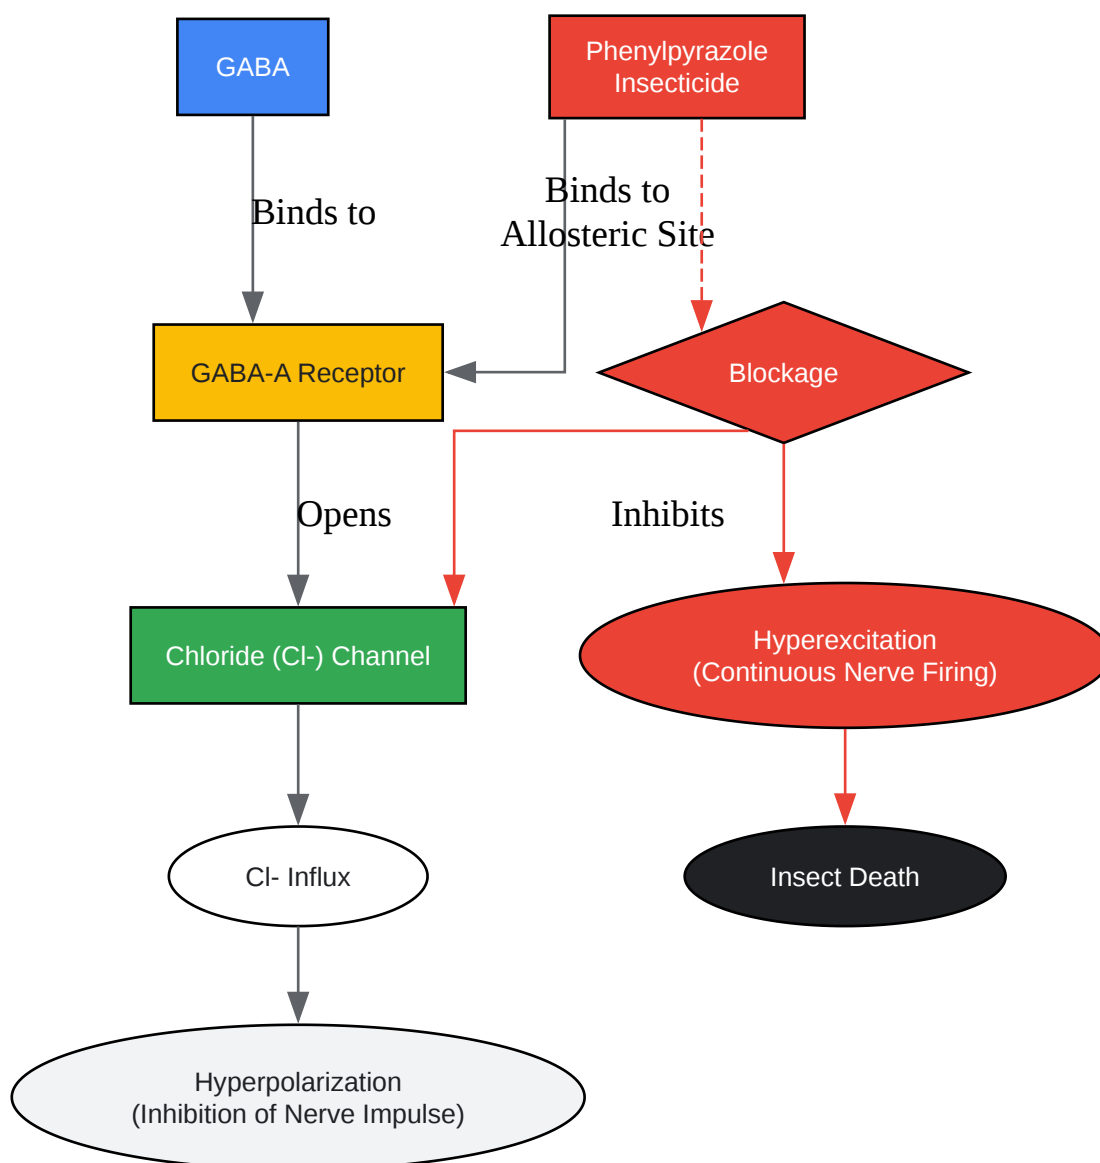 GABA
Phenylpyrazole
Insecticide
Binds to
Binds to
Allosteric Site
GABA-A Receptor
Blockage
Opens
Inhibits
Chloride (Cl-) Channel
Hyperexcitation
(Continuous Nerve Firing)
Cl- Influx
Insect Death
Hyperpolarization
(Inhibition of Nerve Impulse)